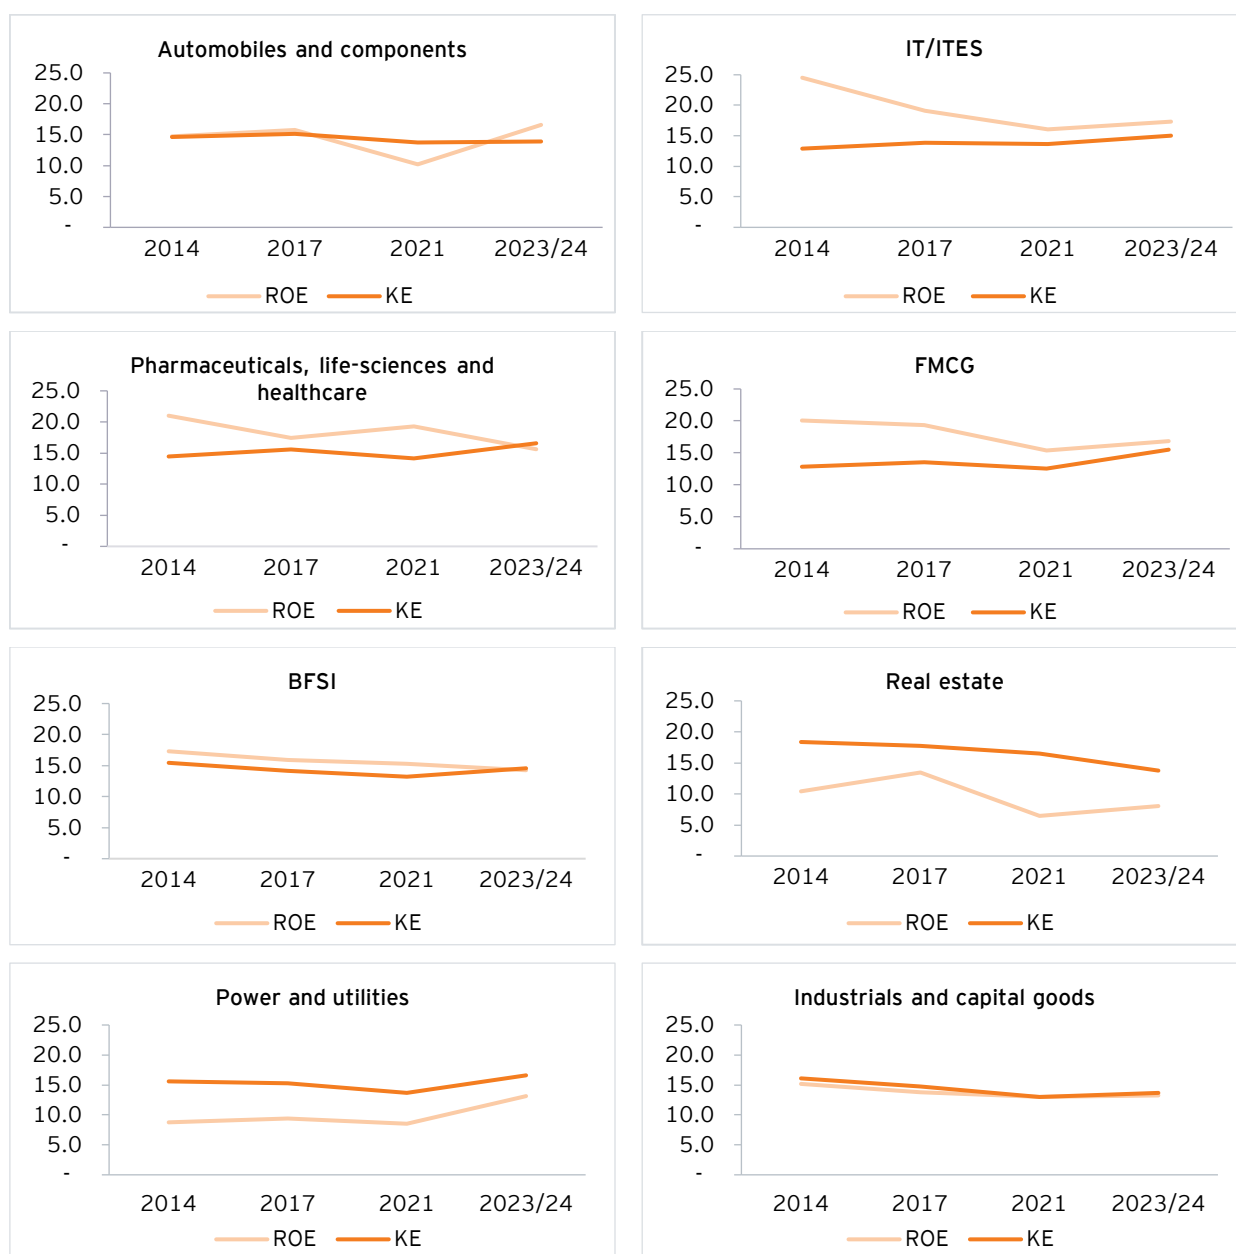 Automobiles and components
25.0
20.0
15.0
10.0
5.0
-
2014 2017 2021 2023/24
ROE KE
IT/ITES
25.0
20.0
15.0
10.0
5.0
-
2014 2017 2021 2023/24
ROE KE
Pharmaceuticals, life-sciences and
healthcare
25.0
20.0
15.0
10.0
5.0
-
2014 2017 2021 2023/24
ROE KE
FMCG
25.0
20.0
15.0
10.0
5.0
-
2014 2017 2021 2023/24
ROE KE
BFSI
25.0
20.0
15.0
10.0
5.0
-
2014 2017 2021 2023/24
ROE KE
Real estate
25.0
20.0
15.0
10.0
5.0
-
2014 2017 2021 2023/24
ROE KE
Power and utilities
25.0
20.0
15.0
10.0
5.0
-
2014 2017 2021 2023/24
ROE KE
Industrials and capital goods
25.0
20.0
15.0
10.0
5.0
-
2014 2017 2021 2023/24
ROE KE